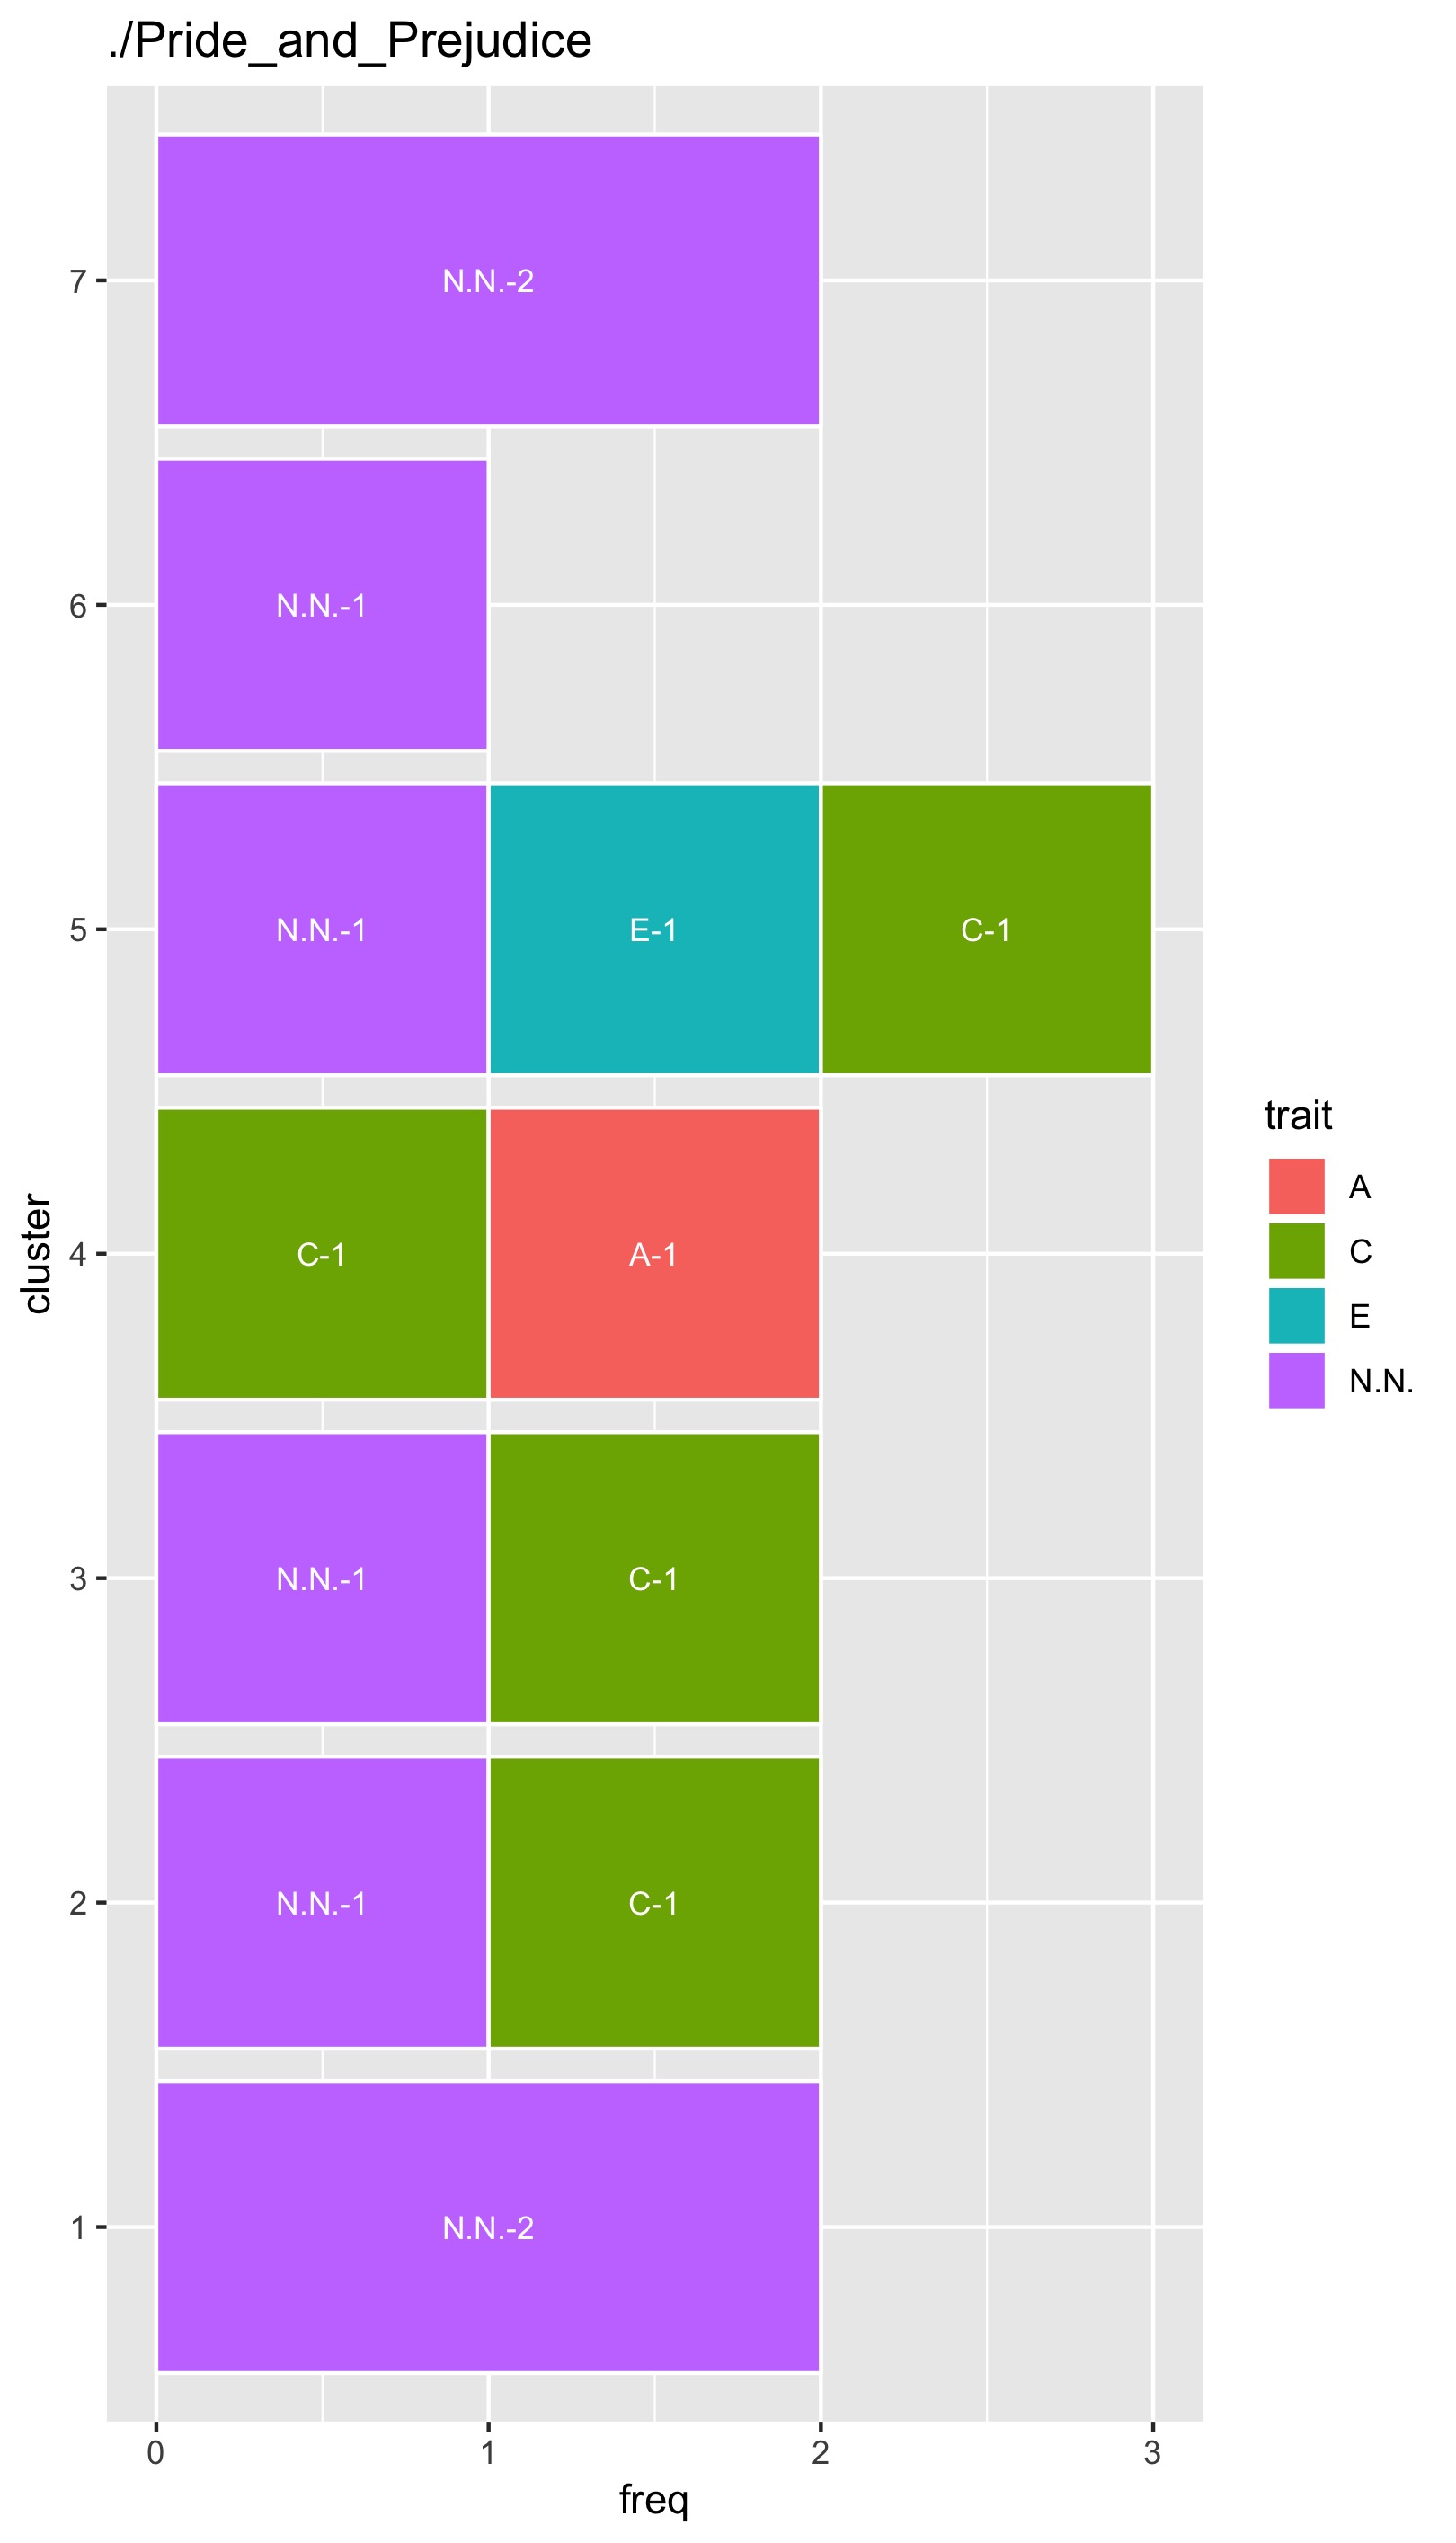 ./Pride_and_Prejudice
7
N.N.-2
6
N.N.-1
5
N.N.-1 E-1 C-1
trait
A
C
E
N.N.
cluster
4
C-1 A-1
3
N.N.-1 C-1
2
N.N.-1 C-1
1
N.N.-2
0 1 2 3
freq